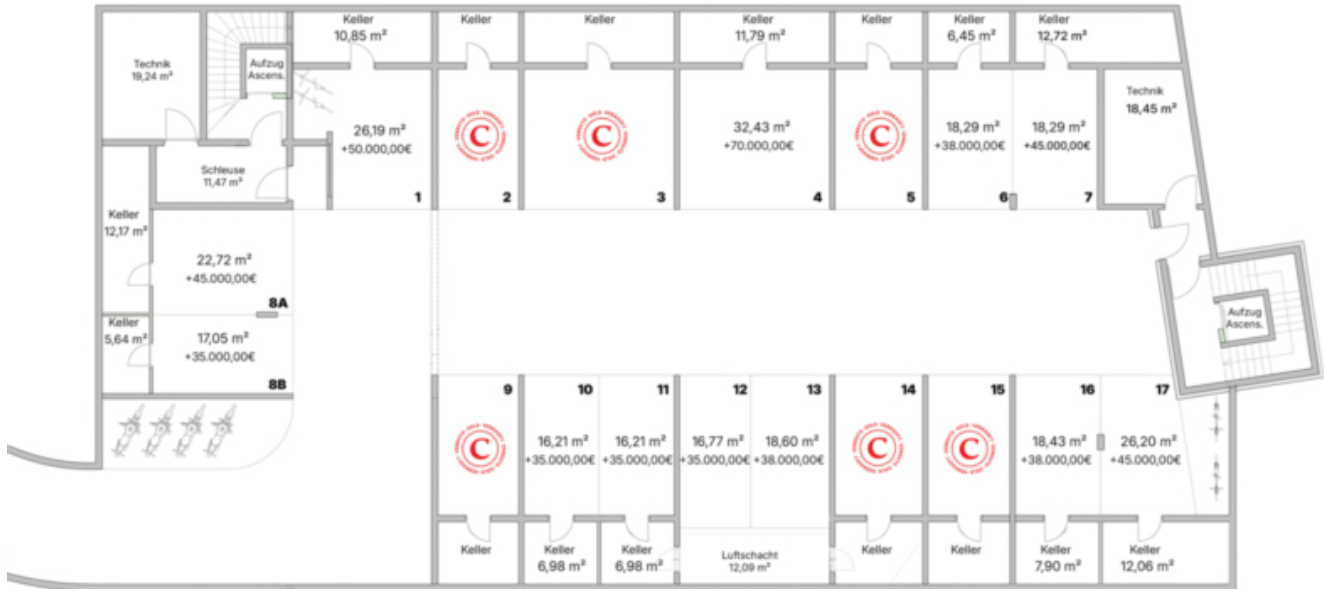 Keller
10,85 m²
Keller
Keller
Keller
11,79 m²
Keller
Keller
6,45 m²
Keller
12,72 m²
Technik
19,24 m²
Aufzug
Ascens.
Technik
18,45 m²
26,19 m²
+50.000,00€
C
C
32,43 m²
+70.000,00€
C
18,29 m²
+38.000,00€
18,29 m²
+45.000,00€
Schleuse
11,47 m²
1
2
3
4
5
6
7
Keller
12,17 m²
22,72 m²
+45.000,00€
8A
Keller
5,64 m²
17,05 m²
+35.000,00€
8B
Aufzug
Ascens.
9
10
11
12
13
14
15
16
17
C
16,21 m²
+35.000,00€
16,21 m²
+35.000,00€
16,77 m²
+35.000,00€
18,60 m²
+38.000,00€
C
C
18,43 m²
+38.000,00€
26,20 m²
+45.000,00€
Keller
Keller
6,98 m²
Keller
6,98 m²
Luftschacht
12,09 m²
Keller
Keller
Keller
7,90 m²
Keller
12,06 m²